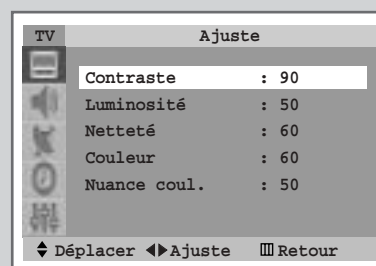 TV Ajuste
Contraste : 90
Luminosité : 50
Netteté : 60
Couleur : 60
Nuance coul. : 50
Déplacer Ajuste Retour